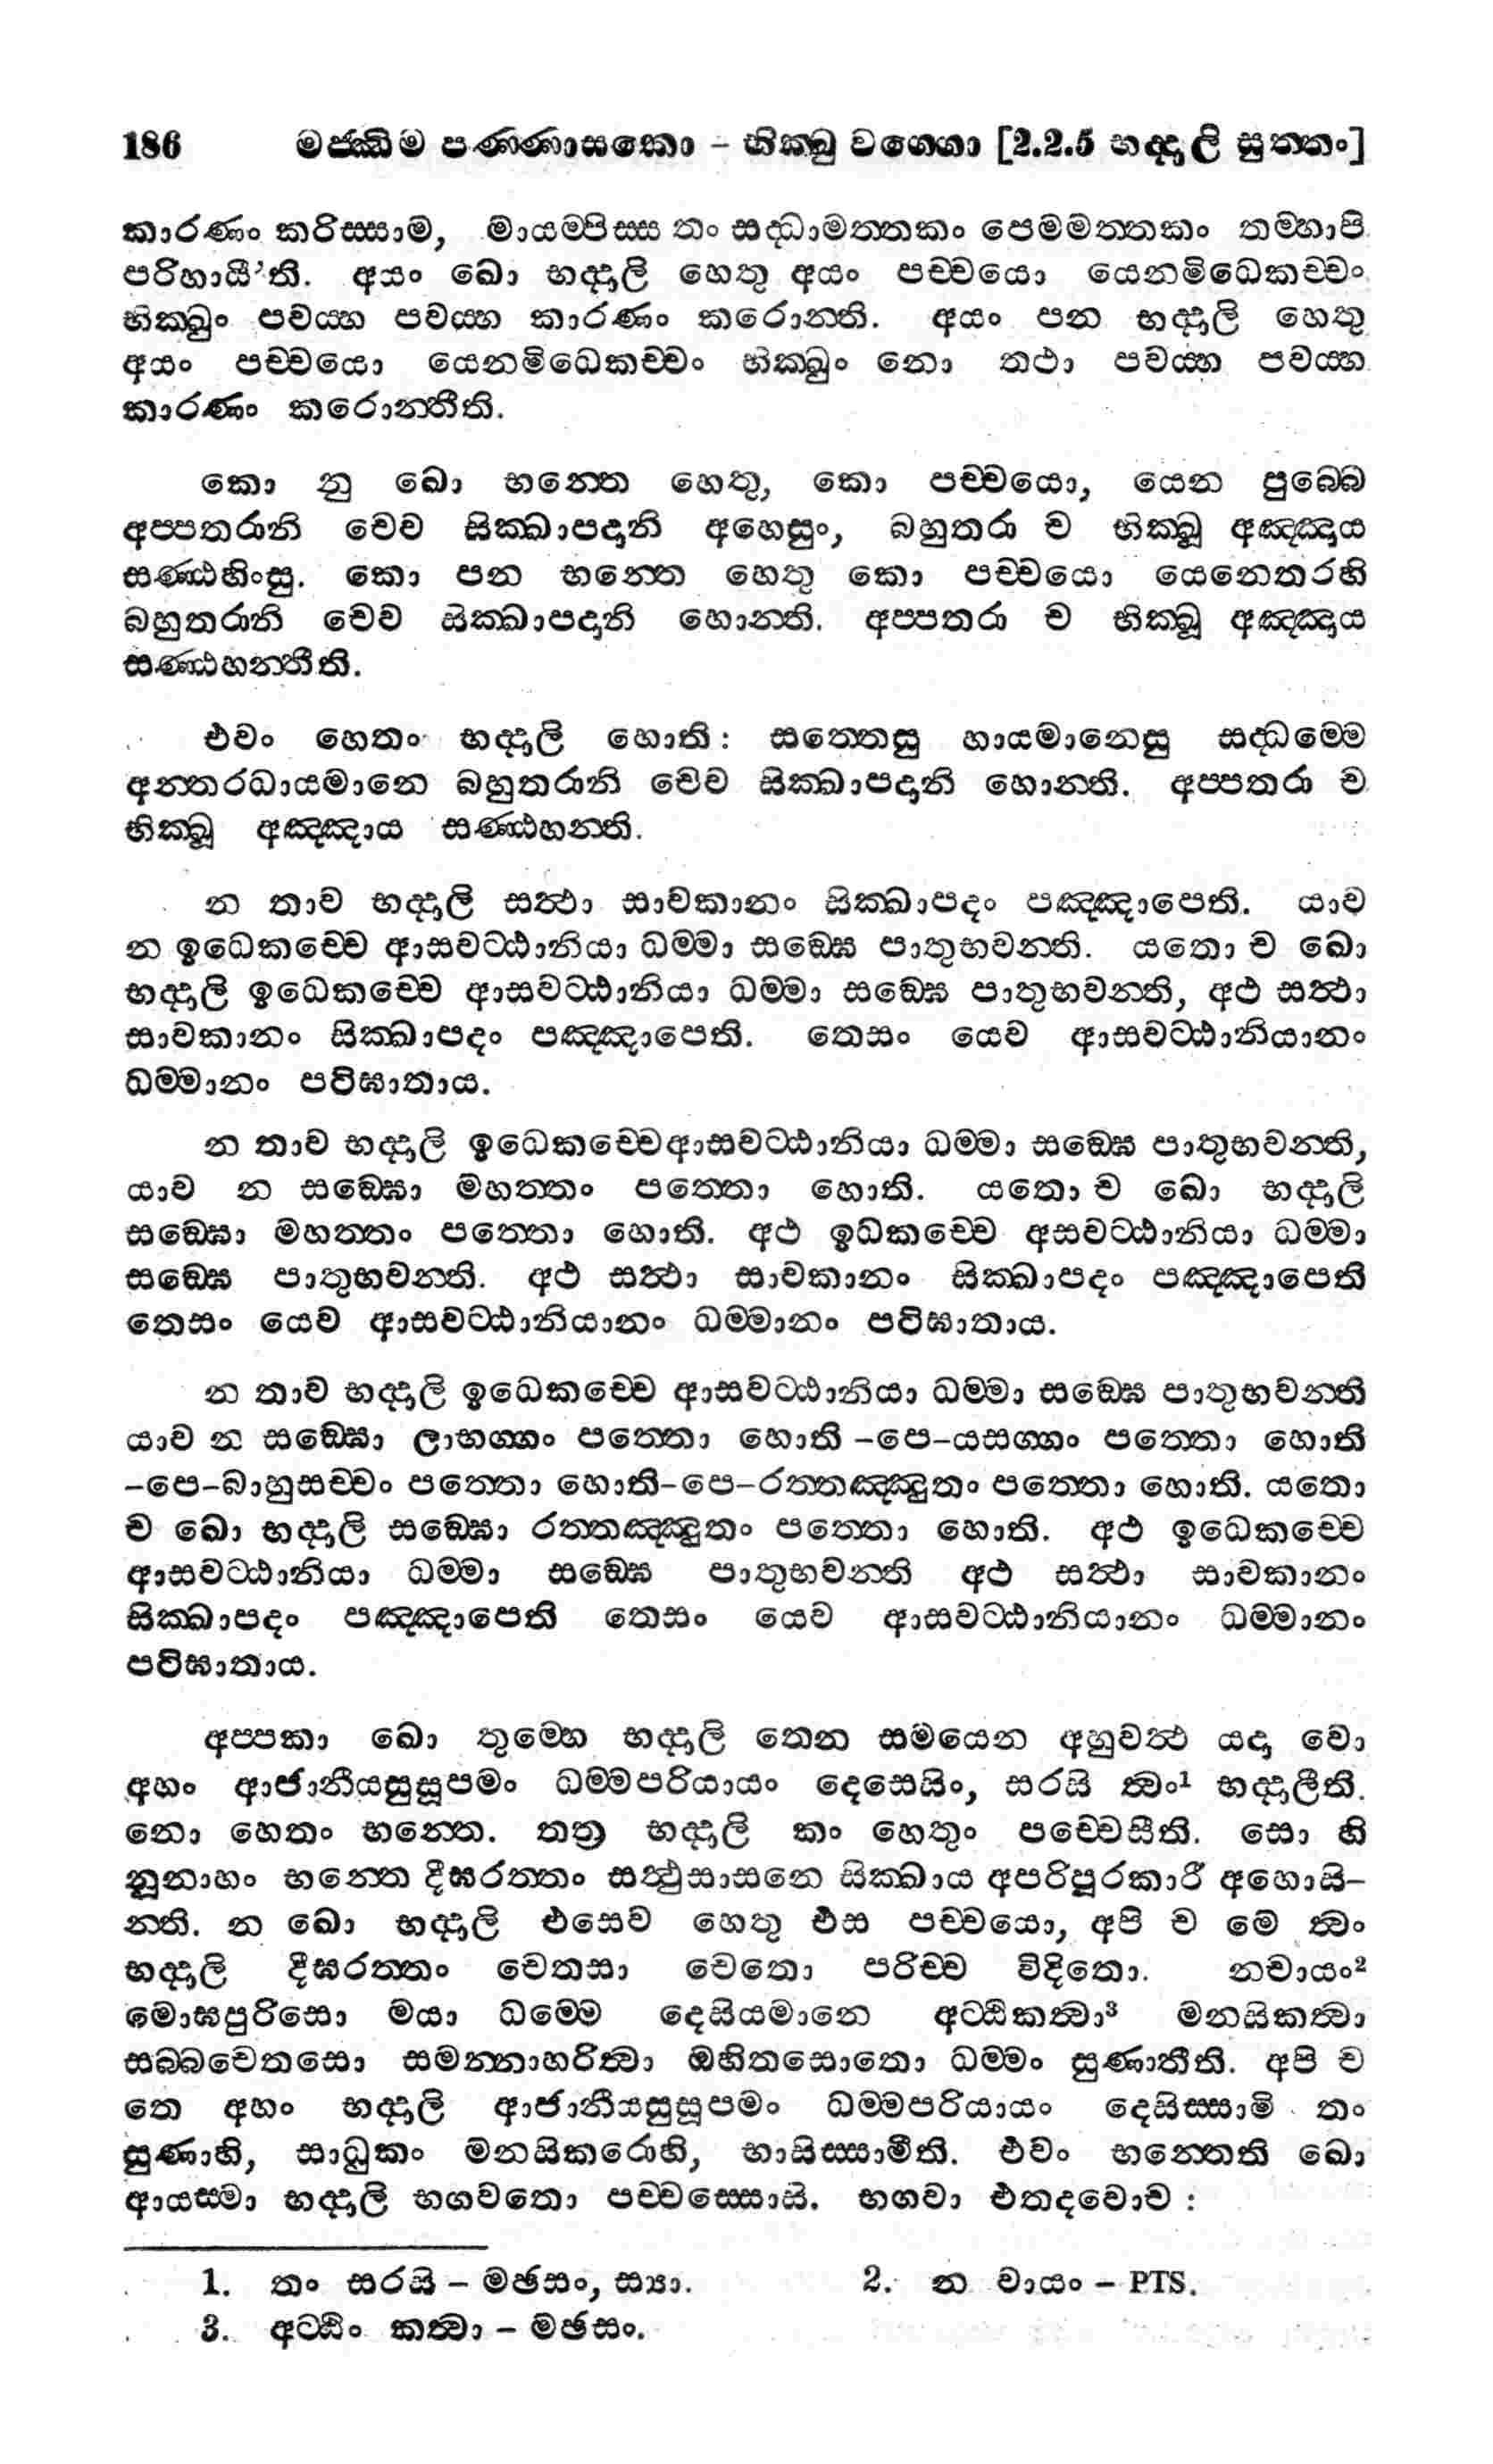 186 මජ්ඣිම පණ්ණාසකො – භික්ඛු වග්ගො [2.2.5 භද්දාලි සුත්තං]
කාරණං කරිස්සාම, මායම්පිස්ස තං සද්ධාමත්තකං පෙමමත්තකං තම්හාපි
පරිහායී’ති. අයං ඛො භද්දාලි හෙතු අයං පච්චයො යෙනමිධෙකච්චං
භික්ඛුං පවය්හ පවය්හ කාරණං කරොන්ති. අයං පන භද්දාලි හෙතු
අයං පච්චයො යෙනමිධෙකච්චං භික්ඛුං නො තථා පවය්හ පවය්හ
කාරණං කරොන්තීති.
කො නු ඛො භන්තෙ හෙතු, කො පච්චයො, යෙන පුබ්බෙ
අප්පතරානි චෙව සික්ඛාපදානි අහෙසුං, බහුතරා ච භික්ඛූ අඤ්ඤාය
සණ්ඨහිංසු. කො පන භන්තෙ හෙතු කො පච්චයො යෙනෙතරහි
බහුතරානි චෙව සික්ඛාපදානි හොන්ති. අප්පතරා ච භික්ඛූ අඤ්ඤාය
සණ්ඨහන්තීති.
එවං හෙතං භද්දාලි හොති: සත්තෙසු හායමානෙසු සද්ධම්මෙ
අන්තරධායමානෙ බහුතරානි චෙව සික්ඛාපදානි හොන්ති. අප්පතරා ච
භික්ඛූ අඤ්ඤාය සණ්ඨහන්ති.
න තාව භද්දාලි සත්ථා සාවකානං සික්ඛාපදං පඤ්ඤාපෙති. යාව
න ඉධෙකච්චෙ ආසවට්ඨානියා ධම්මා සඞ්ඝෙ පාතුභවන්ති. යතො ච ඛො
භද්දාලි ඉධෙකච්චෙ ආසවට්ඨානියා ධම්මා සඞ්ඝෙ පාතුභවන්ති, අථ සත්ථා
සාවකානං සික්ඛාපදං පඤ්ඤාපෙති. තෙසං යෙව ආසවට්ඨානියානං
ධම්මානං පටිඝාතාය.
න තාව භද්දාලි ඉධෙකච්චෙආසවට්ඨානියා ධම්මා සඞ්ඝෙ පාතුභවන්ති,
යාව න සඞ්ඝො මහත්තං පත්තො හොති. යතො ච ඛො භද්දාලි
සඞ්ඝො මහත්තං පත්තො හොති. අථ ඉධකච්චෙ අසවට්ඨානියා ධම්මා
සඞ්ඝෙ පාතුභවන්ති. අථ සත්ථා සාවකානං සික්ඛාපදං පඤ්ඤාපෙති
තෙසං යෙව ආසවට්ඨානියානං ධම්මානං පටිඝාතාය.
න තාව භද්දාලි ඉධෙකච්චෙ ආසවට්ඨානියා ධම්මා සඞ්ඝෙ පාතුභවන්ති
යාව න සඞ්ඝො ලාභග්ගං පත්තො හොති –පෙ–යසග්ගං පත්තො හොති
–පෙ–බාහුසච්චං පත්තො හොති–පෙ–රත්තඤ්ඤුතං පත්තො හොති. යතො
ච ඛො භද්දාලි සඞ්ඝො රත්තඤ්ඤුතං පත්තො හොති. අථ ඉධෙකච්චෙ
ආසවට්ඨානියා ධම්මා සඞ්ඝෙ පාතුභවන්ති අථ සත්ථා සාවකානං
සික්ඛාපදං පඤ්ඤාපෙති තෙසං යෙව ආසවට්ඨානියානං ධම්මානං
පටිඝාතාය.
අප්පකා ඛො තුම්හෙ භද්දාලි තෙන සමයෙන අහුවත්ථ යදා වො
අහං ආජානීයසුසූපමං ධම්මපරියායං දෙසෙසිං, සරසි ත්වං¹ භද්දාලීති.
නො හෙතං භන්තෙ. තත්‍ර භද්දාලි කං හෙතුං පච්චෙසීති. සො හි
නූනාහං භන්තෙ දීඝරත්තං සත්ථුසාසනෙ සික්ඛාය අපරිපූරකාරී අහොසි–
න්ති. න ඛො භද්දාලි එසෙව හෙතු එස පච්චයො, අපි ච මෙ ත්වං
භද්දාලි දීඝරත්තං චෙතසා චෙතො පරිච්ච විදිතො. නචායං²
මොඝපුරිසො මයා ධම්මෙ දෙසියමානෙ අට්ඨිකත්වා³ මනසිකත්වා
සබ්බචෙතසො සමන්නාහරිත්වා ඔහිතසොතො ධම්මං සුණාතීති. අපි ච
තෙ අහං භද්දාලි ආජානීයසුසූපමං ධම්මපරියායං දෙසිස්සාමි තං
සුණාහි, සාධුකං මනසිකරොහි, භාසිස්සාමීති. එවං භන්තෙති ඛො
ආයස්මා භද්දාලි භගවතො පච්චස්සොසි. භගවා එතදවොච :
1. තං සරසි – මඡසං, ස්‍යා. 2. න වායං – PTS.
3. අට්ඨිං කත්වා – මඡසං.